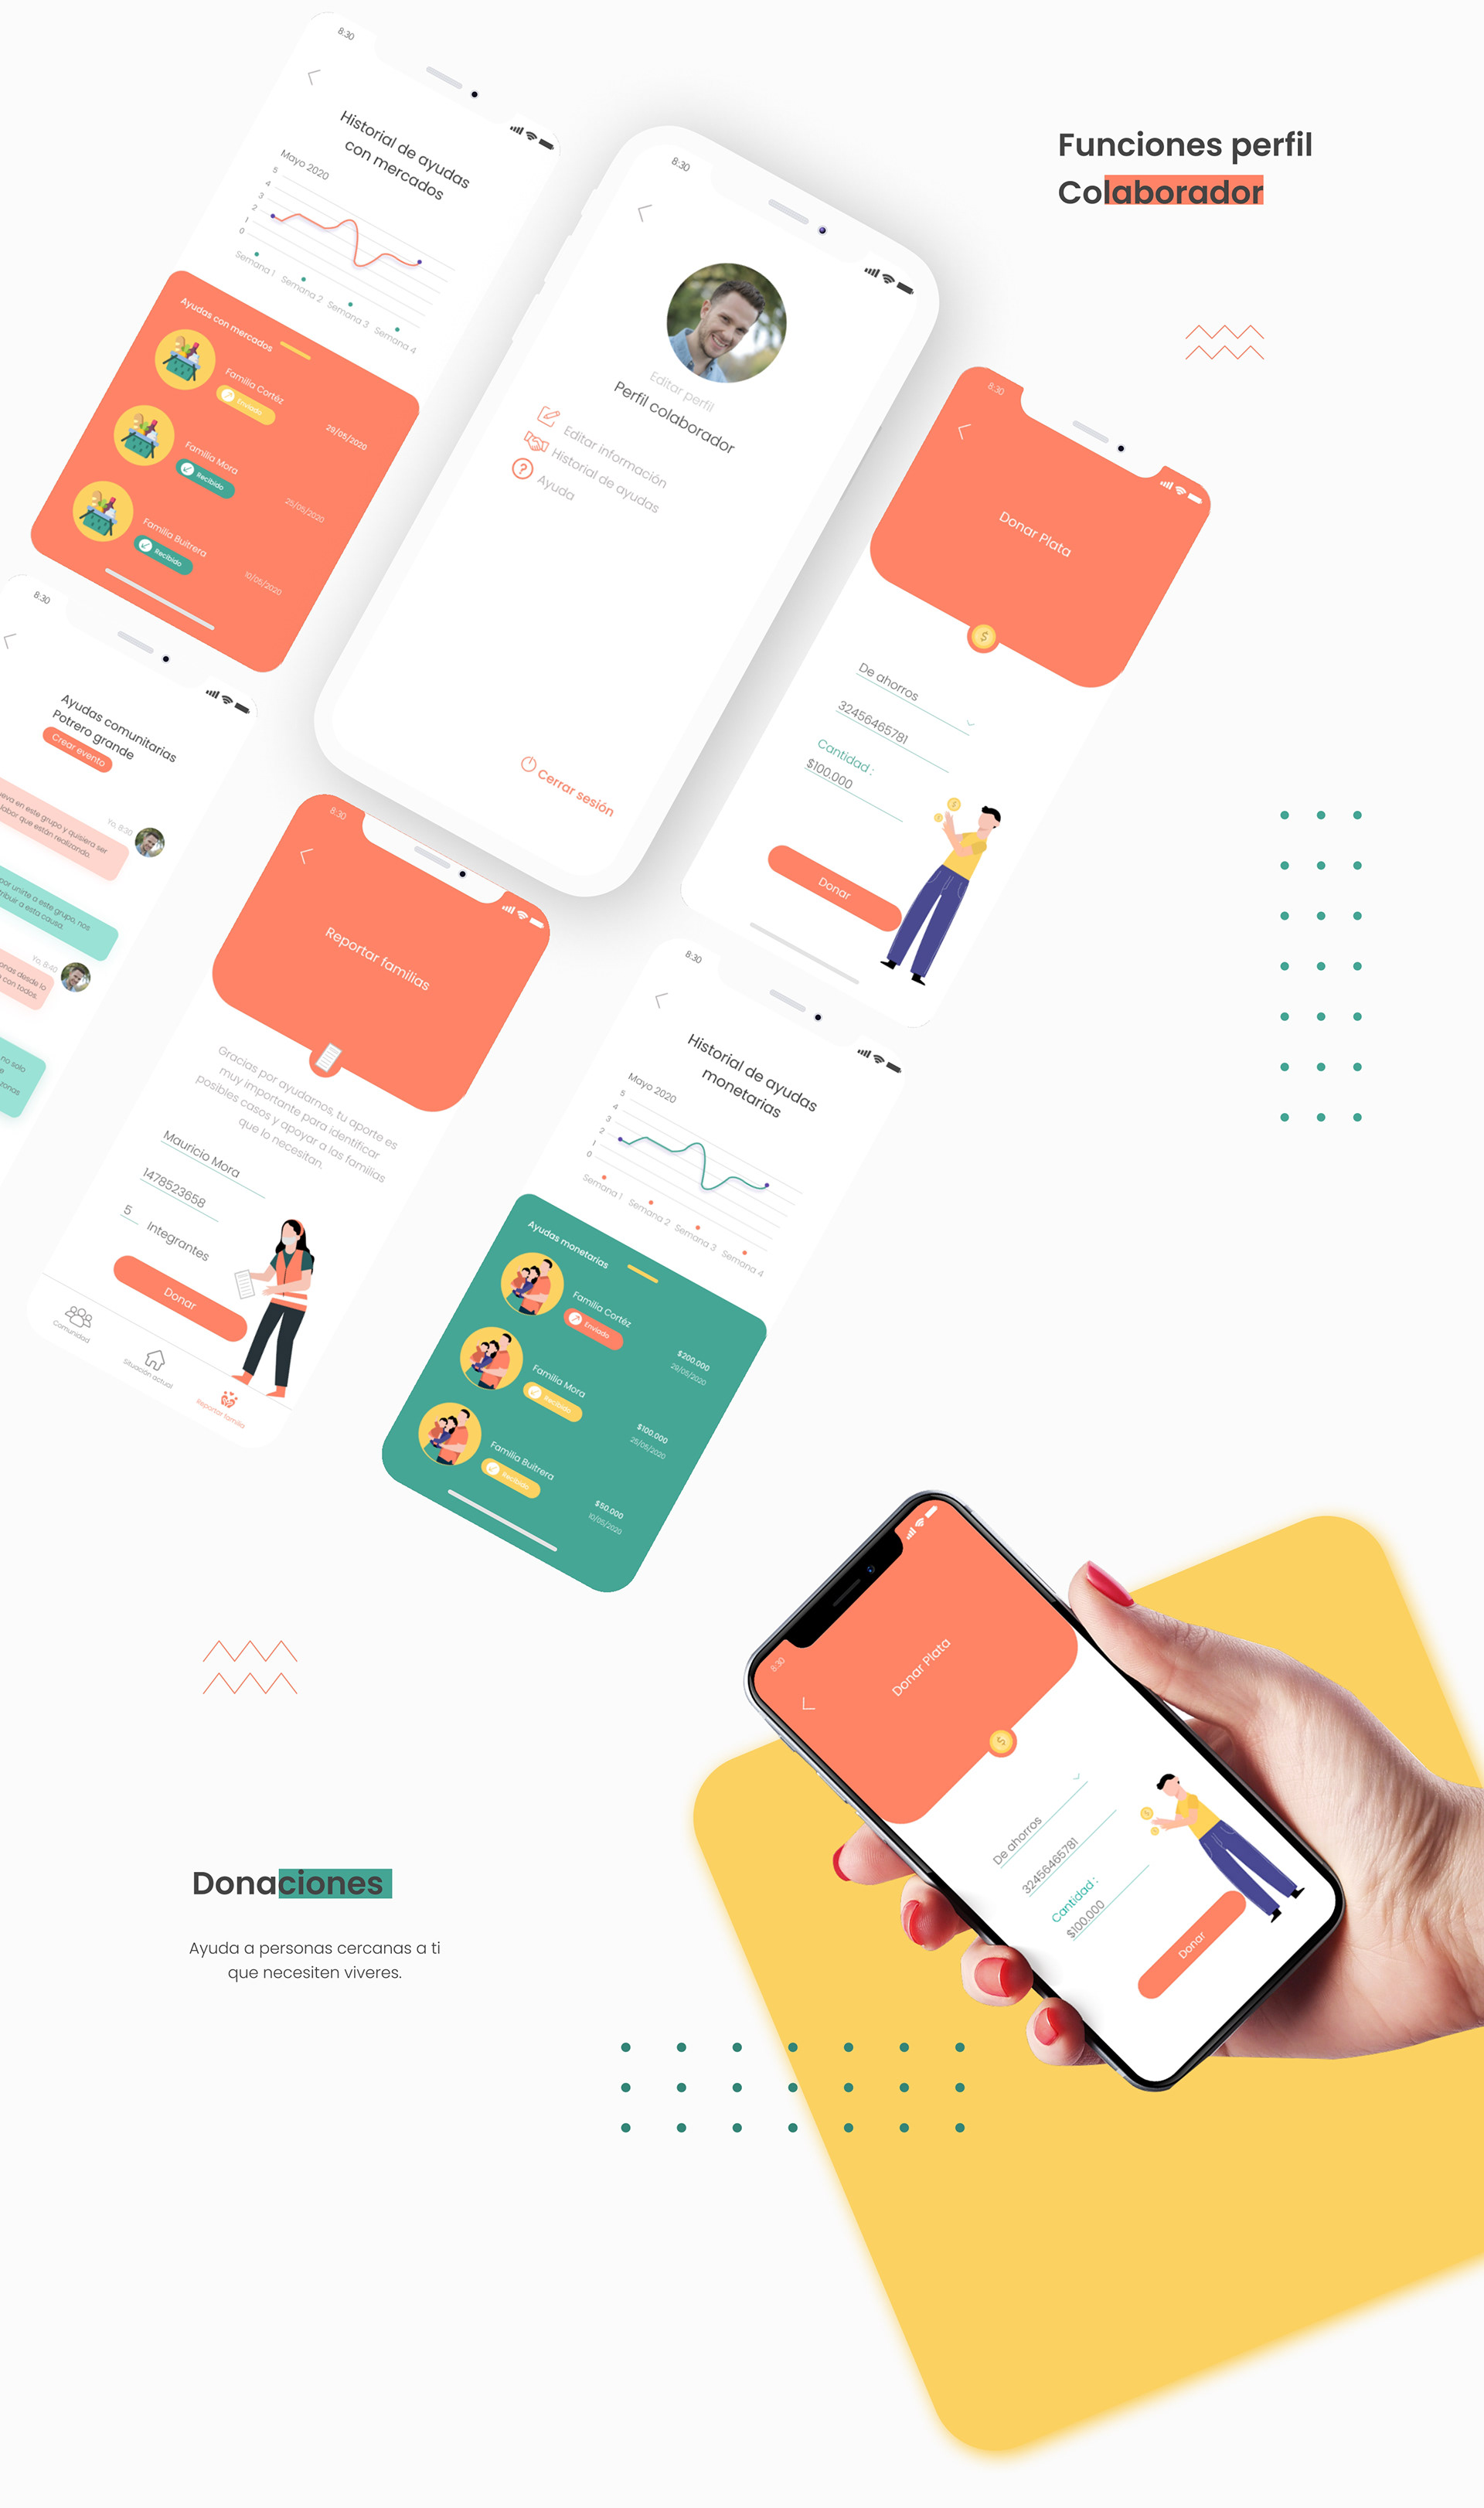 Funciones perfil
Colaborador
8:30
Historial de ayudas
con mercados
Mayo 2020
5
4
3
2
1
0
Semana 1
Semana 2
Semana 3
Semana 4
Ayudas con mercados
Familia Cortéz
Enviado
29/05/2020
Familia Mora
Recibido
25/05/2020
Familia Buitrera
Recibido
10/05/2020
8:30
Editar perfil
Perfil colaborador
Editar información
Historial de ayudas
Ayuda
Cerrar sesión
8:30
Donar Plata
De ahorros
32456465781
Cantidad :
$100.000
Donar
8:30
Ayudas comunitarias
Potrero grande
Crear evento
Yo, 8:30
en este grupo y quisiera ser
labor que están realizando.
por unirte a este grupo, nos
a esta causa.
Yo, 8:40
desde lo
con todos.
no solo
zonas
8:30
Reportar familias
Gracias por ayudarnos, tu aporte es
muy importante para identificar
posibles casos y apoyar a las familias
que lo necesitan.
Mauricio Mora
1478523658
5 Integrantes
Donar
Comunidad
Situación actual
Reportar familia
8:30
Historial de ayudas
monetarias
Mayo 2020
5
4
3
2
1
0
Semana 1
Semana 2
Semana 3
Semana 4
Ayudas monetarias
Familia Cortéz
Enviado
$200.000
29/05/2020
Familia Mora
Recibido
$100.000
25/05/2020
Familia Buitrera
Recibido
$50.000
10/05/2020
8:30
Donar Plata
De ahorros
32456465781
Cantidad :
$100.000
Donar
Donaciones
Ayuda a personas cercanas a ti
que necesiten viveres.